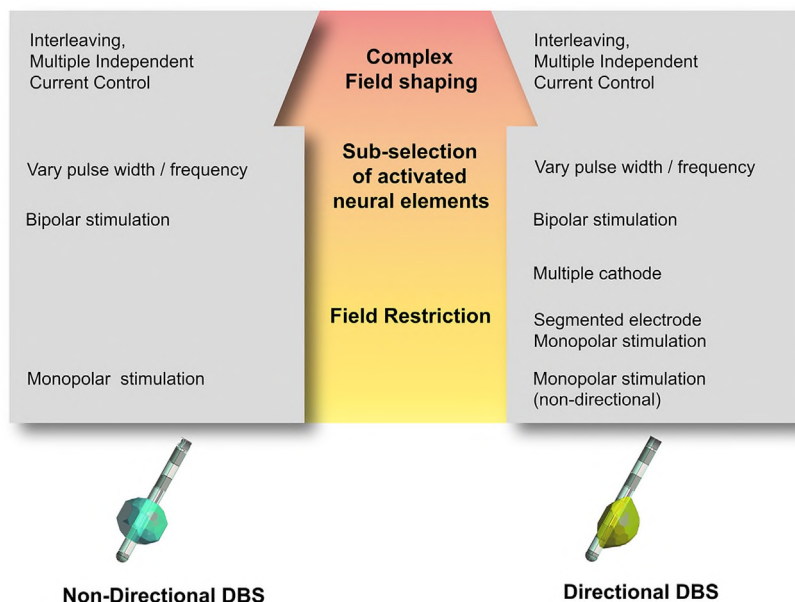 Interleaving,
Multiple Independent
Current Control
Vary pulse width / frequency
Bipolar stimulation
Monopolar stimulation
Complex
Field shaping
Sub-selection
of activated
neural elements
Field Restriction
Interleaving,
Multiple Independent
Current Control
Vary pulse width / frequency
Bipolar stimulation
Multiple cathode
Segmented electrode
Monopolar stimulation
Monopolar stimulation
(non-directional)
Non-Directional DBS
Directional DBS